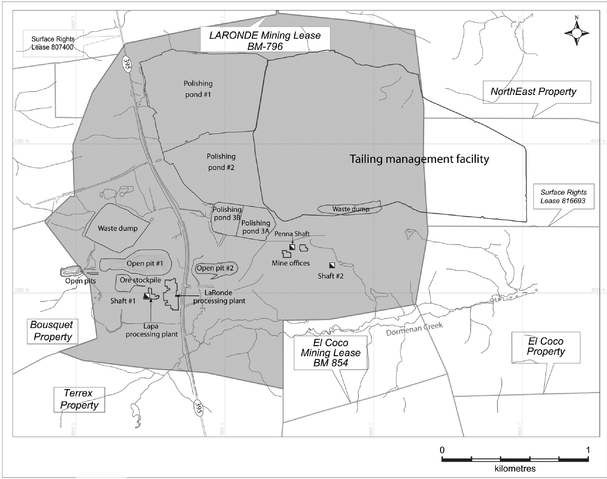 LARONDE Mining Lease
BM-796
N
Surface Rights
Lease 807400
395
Polishing
pond #1
NorthEast Property
Polishing
pond #2
Tailing management facility
Surface Rights
Lease 816693
Waste dump
Polishing
pond 3B
Polishing
pond 3A
Waste dump
Penna Shaft
Mine offices
Shaft #2
Open pit #1
Open pit #2
Open pits
Ore stockpile
Shaft #1
LaRonde
processing plant
Lapa
processing plant
Bousquet
Property
Dormenan Creek
El Coco
Mining Lease
BM 854
El Coco
Property
Terrex
Property
395
0
1
kilometres